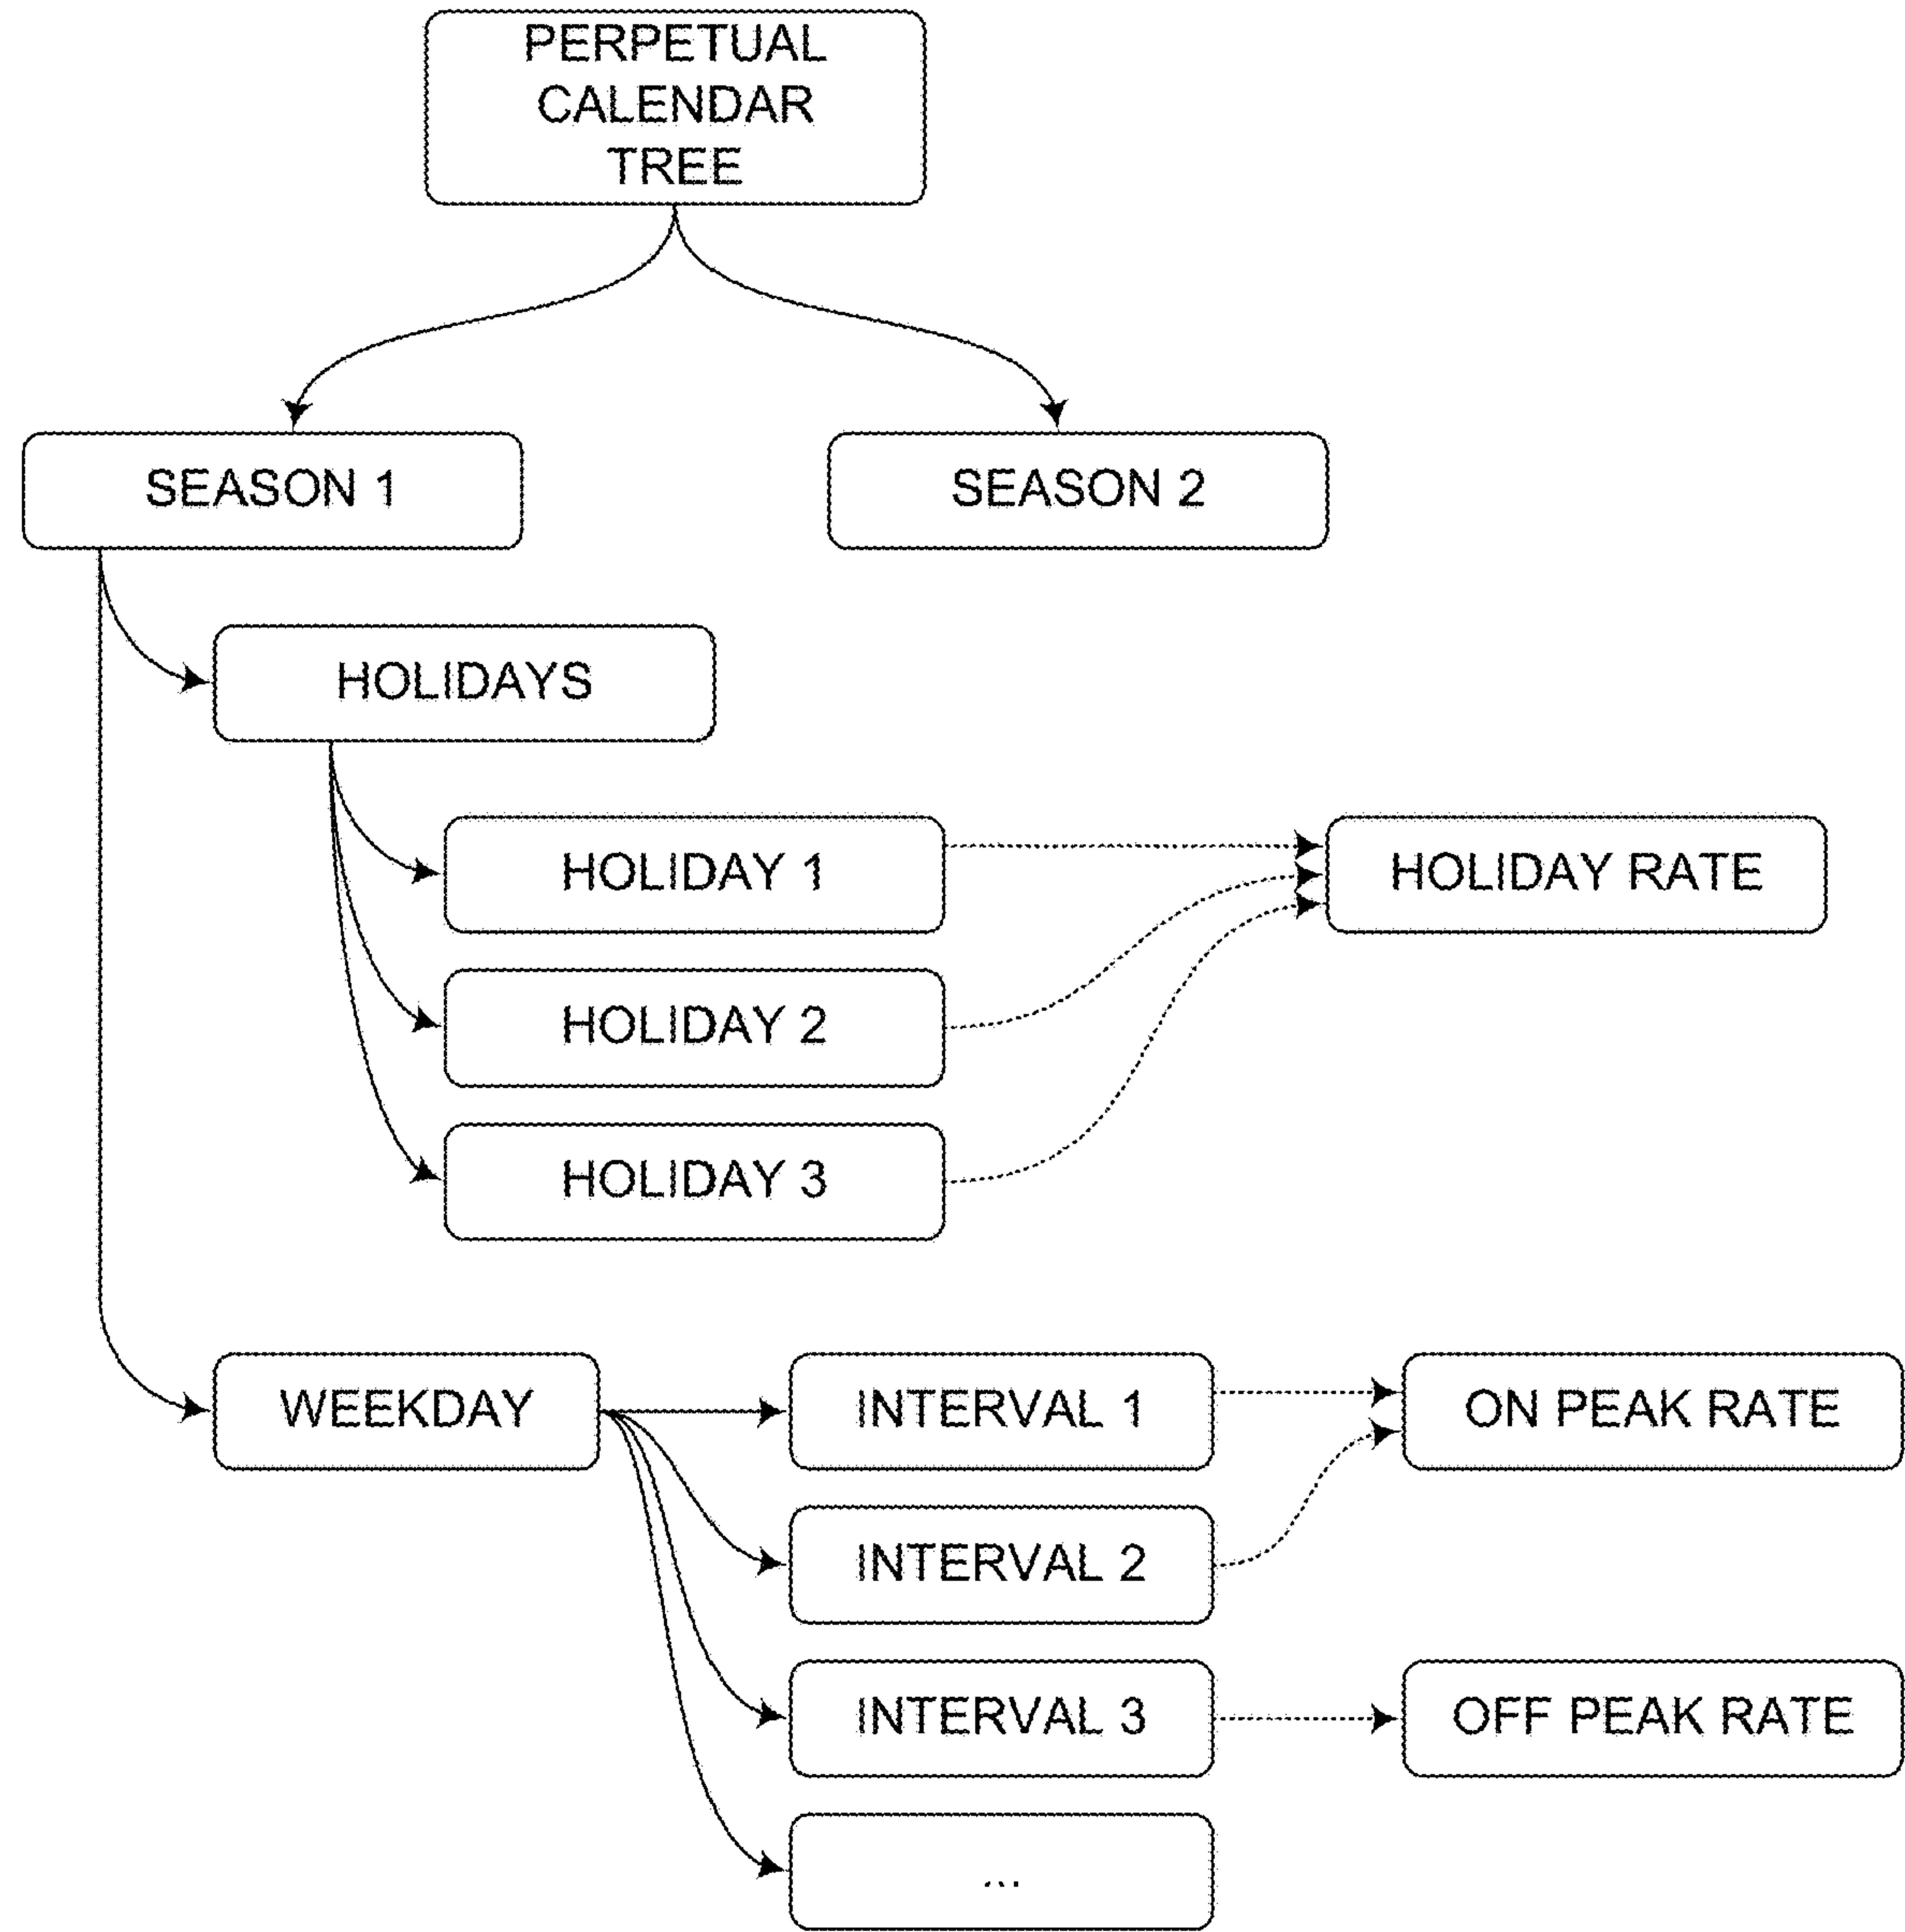 PERPETUAL
CALENDAR
TREE
SEASON 1
SEASON 2
HOLIDAYS
HOLIDAY 1
HOLIDAY RATE
HOLIDAY 2
HOLIDAY 3
WEEKDAY
INTERVAL 1
ON PEAK RATE
INTERVAL 2
INTERVAL 3
OFF PEAK RATE
...